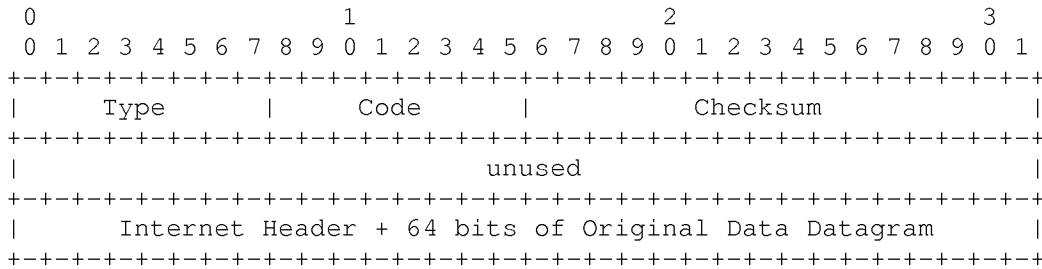 0                   1                   2                   3
 0 1 2 3 4 5 6 7 8 9 0 1 2 3 4 5 6 7 8 9 0 1 2 3 4 5 6 7 8 9 0 1
+-+-+-+-+-+-+-+-+-+-+-+-+-+-+-+-+-+-+-+-+-+-+-+-+-+-+-+-+-+-+-+-+
|     Type      |     Code      |          Checksum             |
+-+-+-+-+-+-+-+-+-+-+-+-+-+-+-+-+-+-+-+-+-+-+-+-+-+-+-+-+-+-+-+-+
|                             unused                            |
+-+-+-+-+-+-+-+-+-+-+-+-+-+-+-+-+-+-+-+-+-+-+-+-+-+-+-+-+-+-+-+-+
|      Internet Header + 64 bits of Original Data Datagram      |
+-+-+-+-+-+-+-+-+-+-+-+-+-+-+-+-+-+-+-+-+-+-+-+-+-+-+-+-+-+-+-+-+